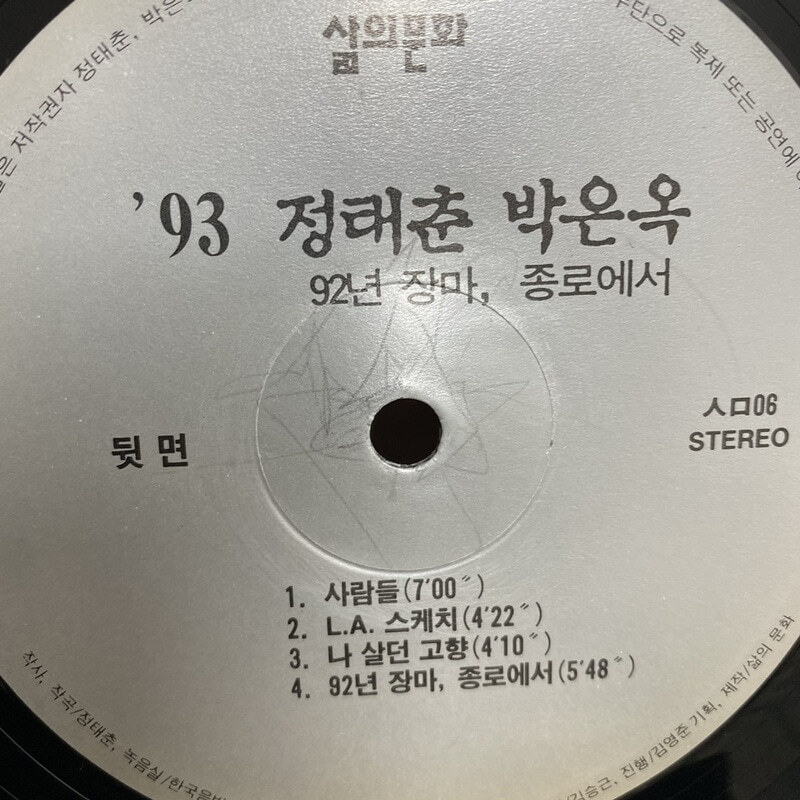 삶의문화
은 저작권자 정태춘, 박은
단으로 복제 또는 공연에
'93 정태춘 박은옥
92년 장마, 종로에서
뒷 면
ㅅㅁ06
STEREO
1. 사람들(7'00")
2. L.A. 스케치(4'22")
3. 나 살던 고향(4'10")
4. 92년 장마, 종로에서(5'48")
작사, 작곡/정태춘, 녹음실/한국음반
김승근, 진행/김영준 기획, 제작/삶의 문화